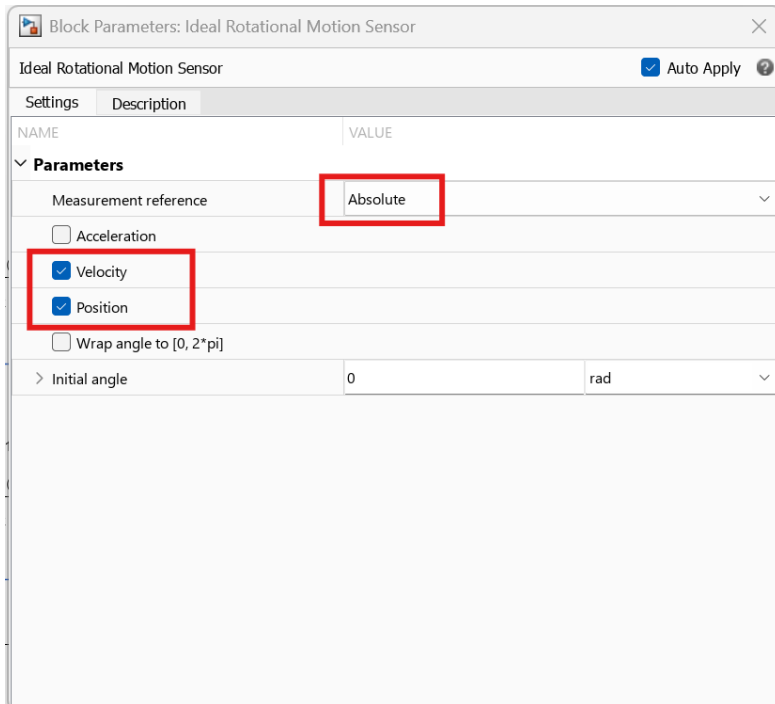 Block Parameters: Ideal Rotational Motion Sensor
Ideal Rotational Motion Sensor Auto Apply
Settings Description
NAME VALUE
Parameters
Measurement reference Absolute
Acceleration
Velocity
Position
Wrap angle to [0, 2*pi]
Initial angle 0 rad